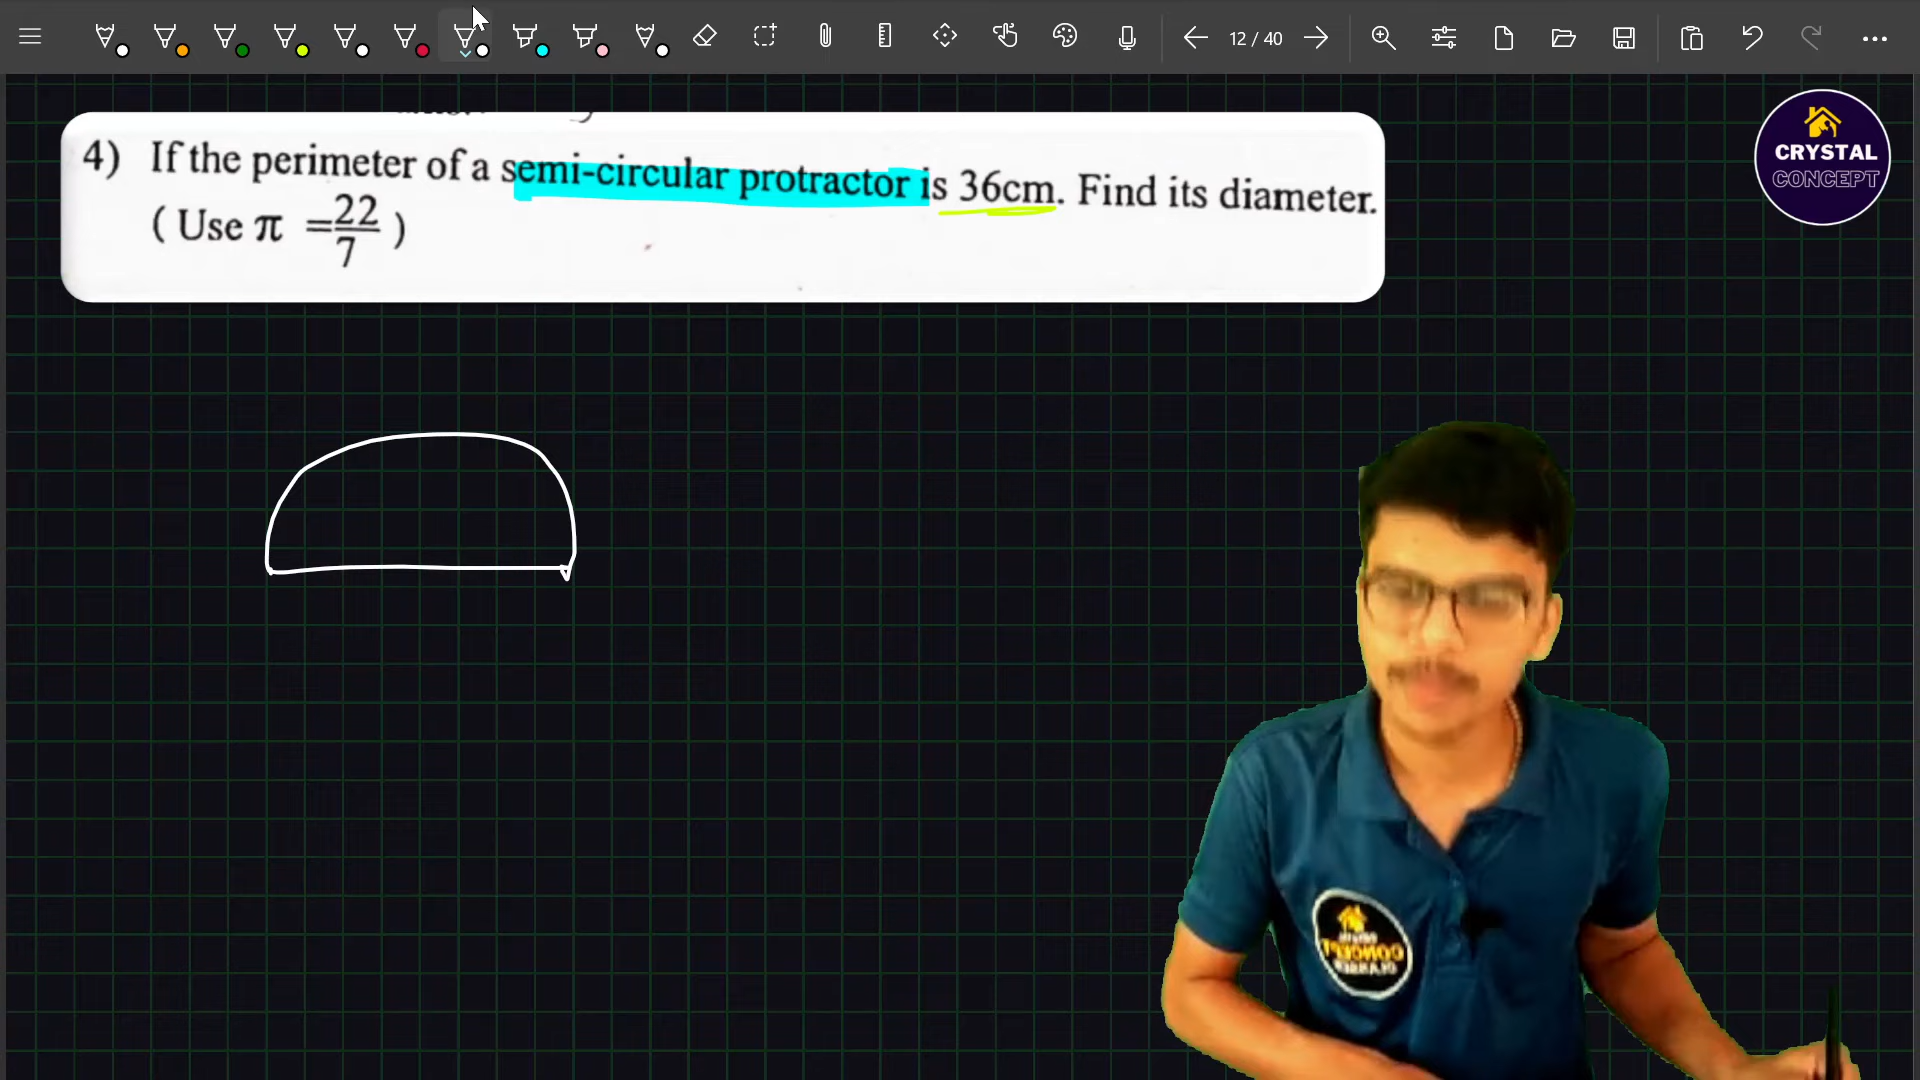 12 / 40
4) If the perimeter of a semi-circular protractor is 36cm. Find its diameter.
( Use π = 22/7 )
CRYSTAL
CONCEPT